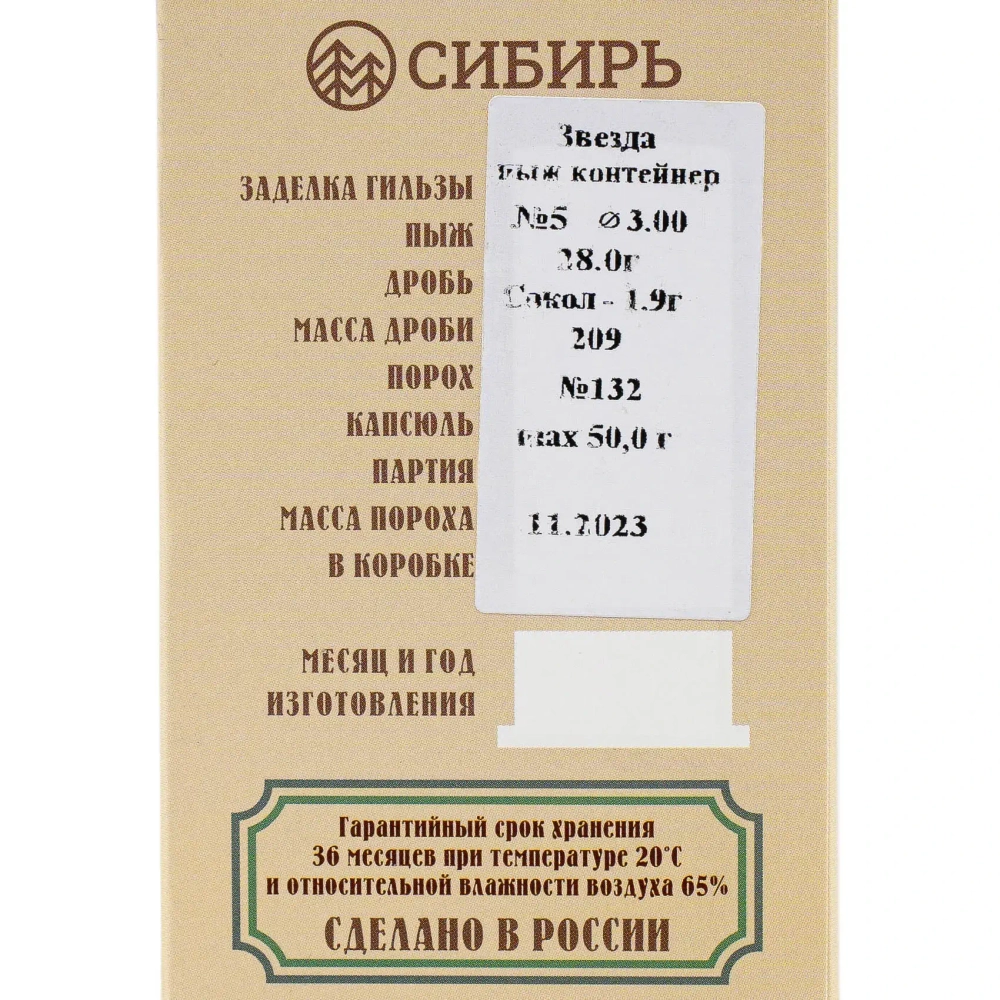 СИБИРЬ
Звезда
пыж контейнер
№5 ⌀ 3.00
28.0г
Сокол - 1.9г
209
№132
max 50,0 г
11.2023
ЗАДЕЛКА ГИЛЬЗЫ
ПЫЖ
ДРОБЬ
МАССА ДРОБИ
ПОРОХ
КАПСЮЛЬ
ПАРТИЯ
МАССА ПОРОХА
В КОРОБКЕ
МЕСЯЦ И ГОД
ИЗГОТОВЛЕНИЯ
Гарантийный срок хранения
36 месяцев при температуре 20°С
и относительной влажности воздуха 65%
СДЕЛАНО В РОССИИ